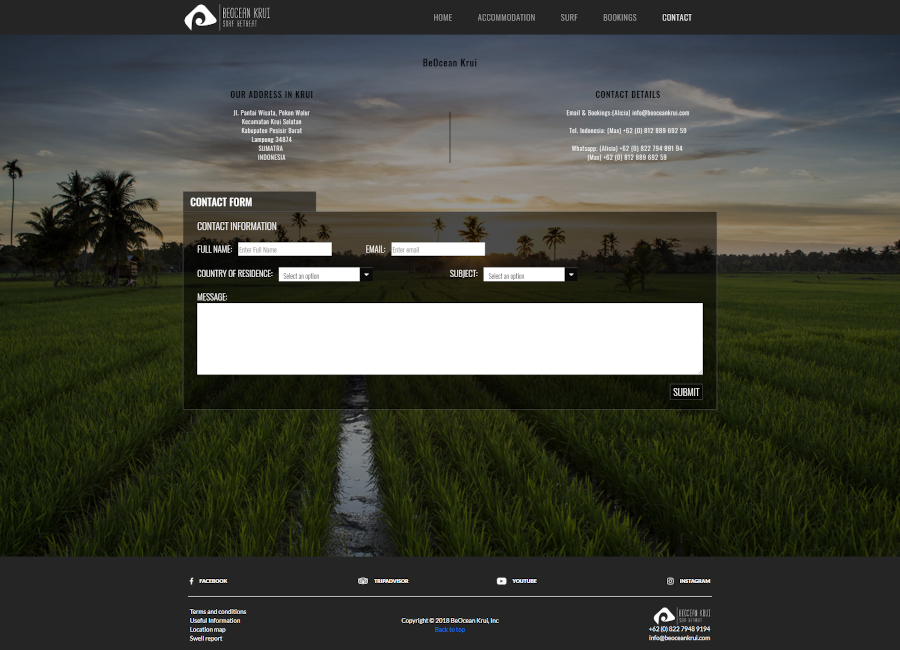 BEOCEAN KRUI
SURF RETREAT
HOME
ACCOMMODATION
SURF
BOOKINGS
CONTACT
BeOcean Krui
OUR ADDRESS IN KRUI
Jl. Pantai Wisata, Pekon Walur
Kecamatan Krui Selatan
Kabupaten Pesisir Barat
Lampung 34874
SUMATRA
INDONESIA
CONTACT DETAILS
Email & Bookings:(Alicia) info@beoceankrui.com
Tel. Indonesia: (Max) +62 (0) 812 889 692 59
Whatsapp: (Alicia) +62 (0) 822 794 891 94
(Max) +62 (0) 812 889 692 59
CONTACT FORM
CONTACT INFORMATION
FULL NAME: Enter Full Name
EMAIL: Enter email
COUNTRY OF RESIDENCE: Select an option
SUBJECT: Select an option
MESSAGE:
SUBMIT
FACEBOOK
TRIPADVISOR
YOUTUBE
INSTAGRAM
Terms and conditions
Useful Information
Location map
Swell report
Copyright © 2018 BeOcean Krui, Inc
Back to top
BEOCEAN KRUI
SURF RETREAT
+62 (0) 822 7948 9194
info@beoceankrui.com